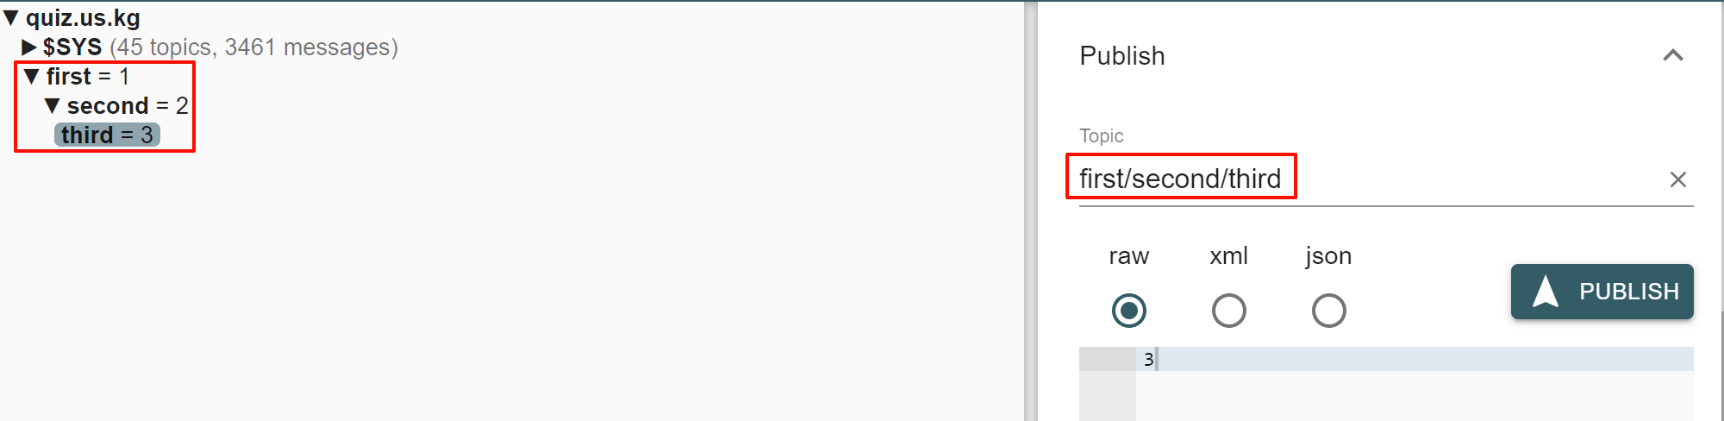 quiz.us.kg
$SYS (45 topics, 3461 messages)
first = 1
second = 2
third = 3
Publish
Topic
first/second/third
raw xml json
PUBLISH
3